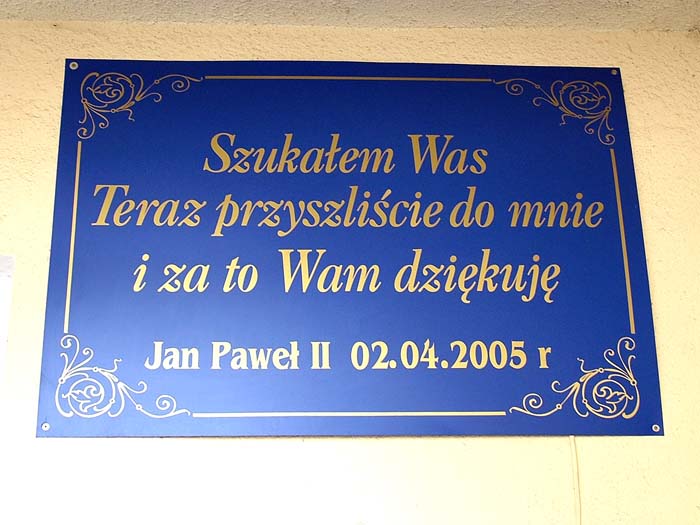 Szukałem Was
Teraz przyszliście do mnie
i za to Wam dziękuję
Jan Paweł II 02.04.2005 r